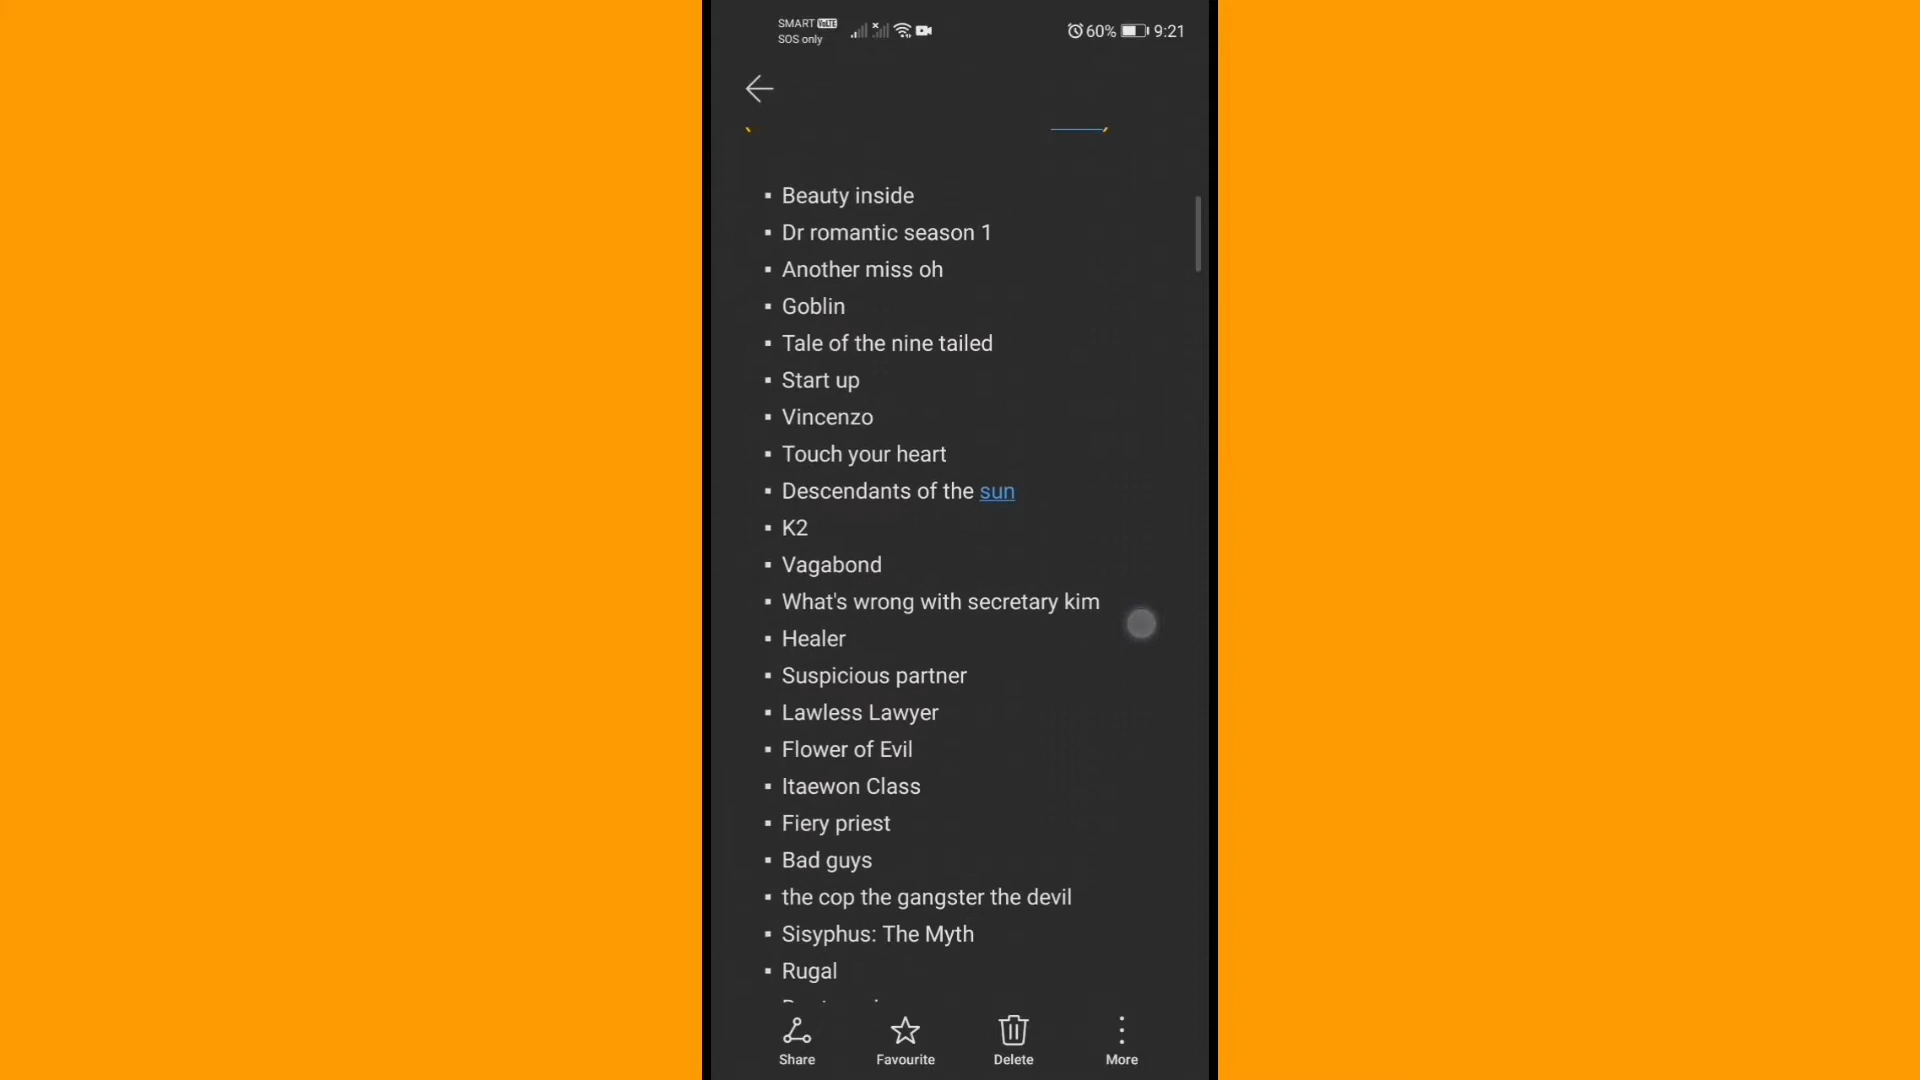 SMART VoLTE
SOS only
60% 9:21
▪ Beauty inside
▪ Dr romantic season 1
▪ Another miss oh
▪ Goblin
▪ Tale of the nine tailed
▪ Start up
▪ Vincenzo
▪ Touch your heart
▪ Descendants of the sun
▪ K2
▪ Vagabond
▪ What's wrong with secretary kim
▪ Healer
▪ Suspicious partner
▪ Lawless Lawyer
▪ Flower of Evil
▪ Itaewon Class
▪ Fiery priest
▪ Bad guys
▪ the cop the gangster the devil
▪ Sisyphus: The Myth
▪ Rugal
Share Favourite Delete More